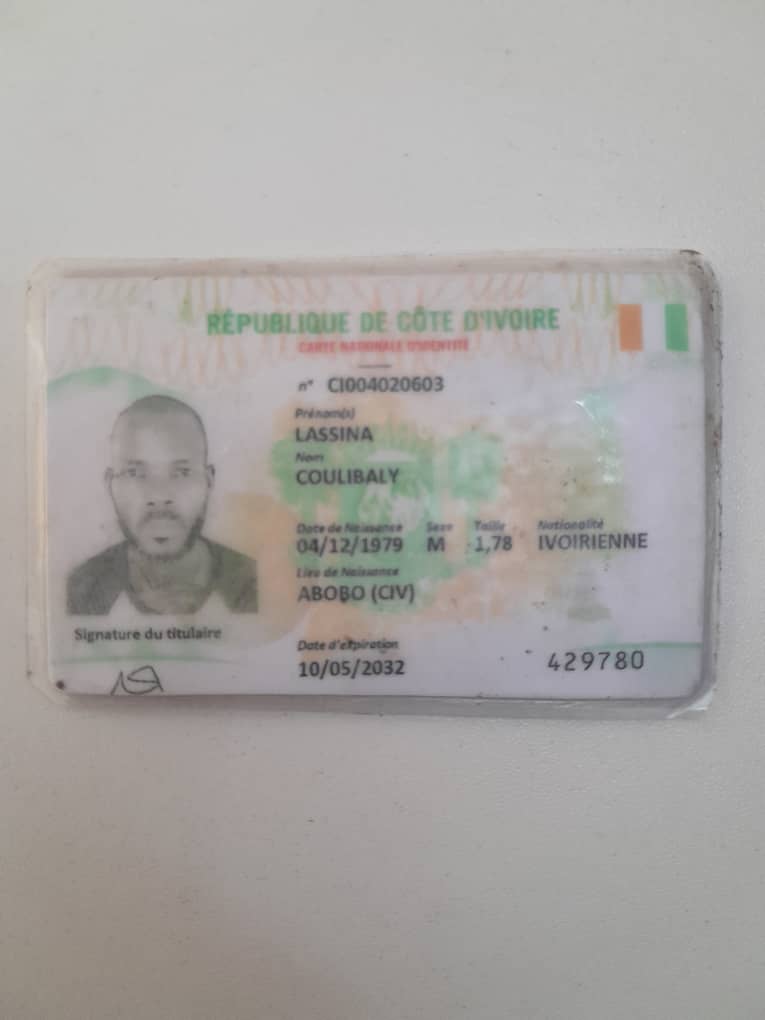 RÉPUBLIQUE DE CÔTE D'IVOIRE
CARTE NATIONALE D'IDENTITÉ
n° CI004020603
Prénom(s)
LASSINA
Nom
COULIBALY
Date de Naissance Sexe Taille Nationalité
04/12/1979 M 1,78 IVOIRIENNE
Lieu de Naissance
ABOBO (CIV)
Signature du titulaire
Date d'expiration
10/05/2032
429780